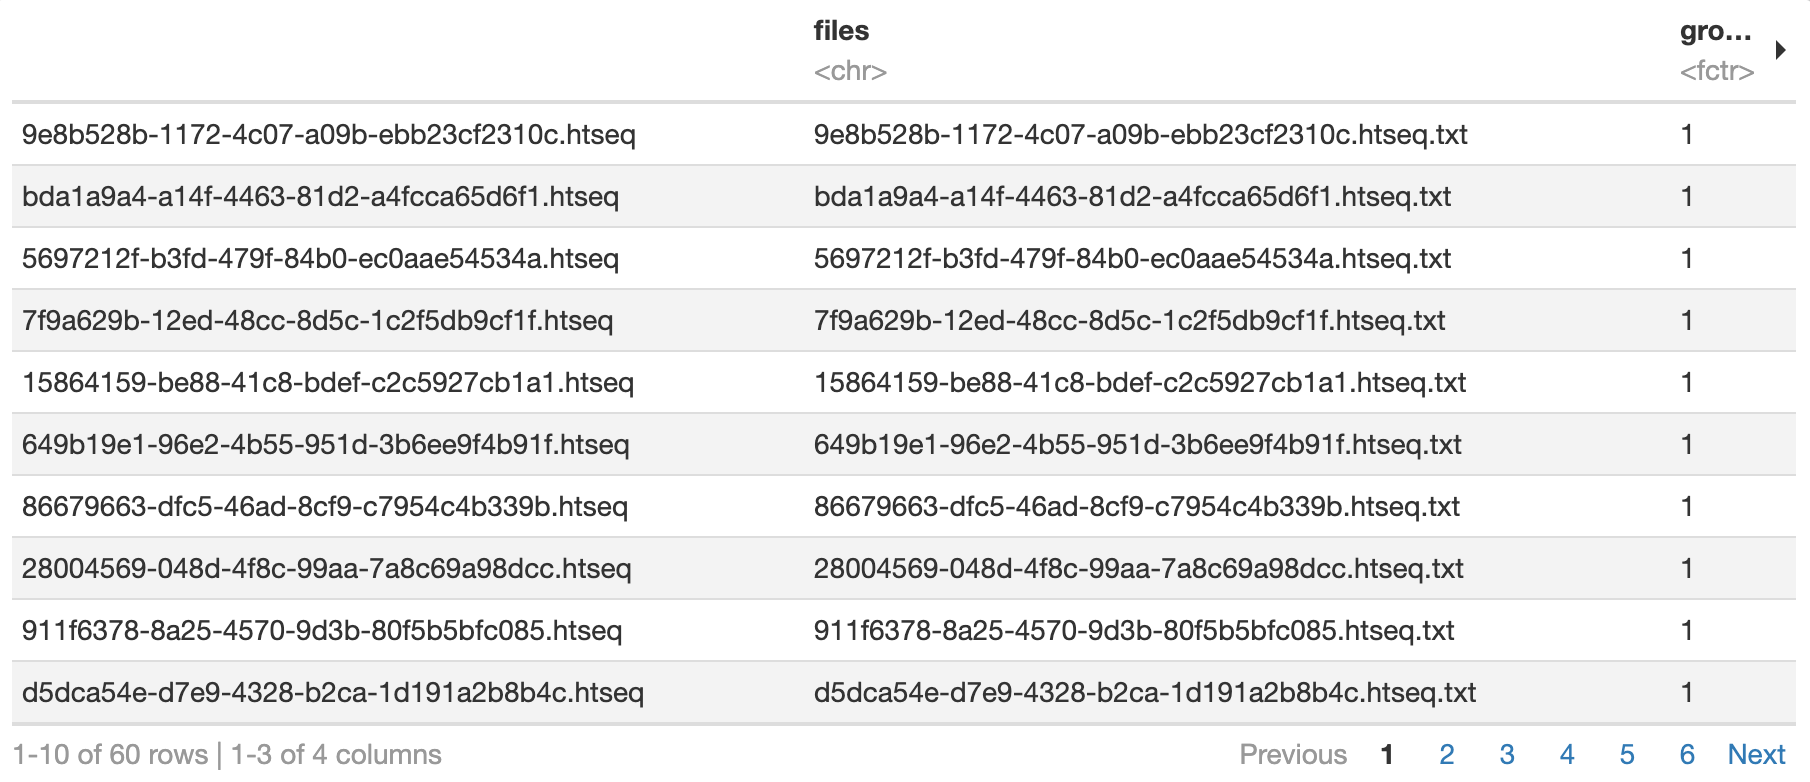 files gro...
<chr> <fctr>
9e8b528b-1172-4c07-a09b-ebb23cf2310c.htseq 9e8b528b-1172-4c07-a09b-ebb23cf2310c.htseq.txt 1
bda1a9a4-a14f-4463-81d2-a4fcca65d6f1.htseq bda1a9a4-a14f-4463-81d2-a4fcca65d6f1.htseq.txt 1
5697212f-b3fd-479f-84b0-ec0aae54534a.htseq 5697212f-b3fd-479f-84b0-ec0aae54534a.htseq.txt 1
7f9a629b-12ed-48cc-8d5c-1c2f5db9cf1f.htseq 7f9a629b-12ed-48cc-8d5c-1c2f5db9cf1f.htseq.txt 1
15864159-be88-41c8-bdef-c2c5927cb1a1.htseq 15864159-be88-41c8-bdef-c2c5927cb1a1.htseq.txt 1
649b19e1-96e2-4b55-951d-3b6ee9f4b91f.htseq 649b19e1-96e2-4b55-951d-3b6ee9f4b91f.htseq.txt 1
86679663-dfc5-46ad-8cf9-c7954c4b339b.htseq 86679663-dfc5-46ad-8cf9-c7954c4b339b.htseq.txt 1
28004569-048d-4f8c-99aa-7a8c69a98dcc.htseq 28004569-048d-4f8c-99aa-7a8c69a98dcc.htseq.txt 1
911f6378-8a25-4570-9d3b-80f5b5bfc085.htseq 911f6378-8a25-4570-9d3b-80f5b5bfc085.htseq.txt 1
d5dca54e-d7e9-4328-b2ca-1d191a2b8b4c.htseq d5dca54e-d7e9-4328-b2ca-1d191a2b8b4c.htseq.txt 1
1-10 of 60 rows | 1-3 of 4 columns Previous 1 2 3 4 5 6 Next